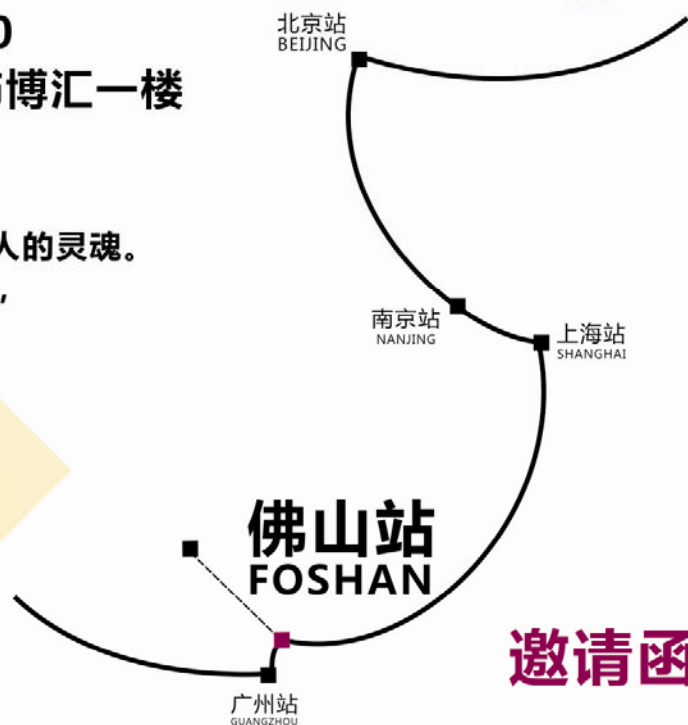 0
博汇一楼
人的灵魂。
，
北京站
BEIJING
南京站
NANJING
上海站
SHANGHAI
佛山站
FOSHAN
广州站
GUANGZHOU
邀请函